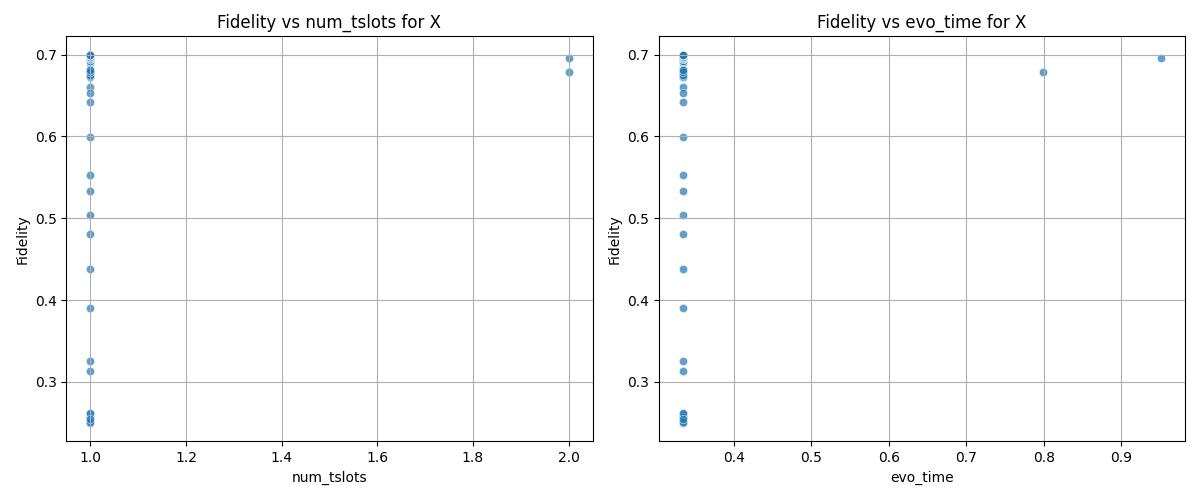 Fidelity vs num_tslots for X
Fidelity
0.7
0.6
0.5
0.4
0.3
1.0 1.2 1.4 1.6 1.8 2.0
num_tslots
Fidelity vs evo_time for X
Fidelity
0.7
0.6
0.5
0.4
0.3
0.4 0.5 0.6 0.7 0.8 0.9
evo_time